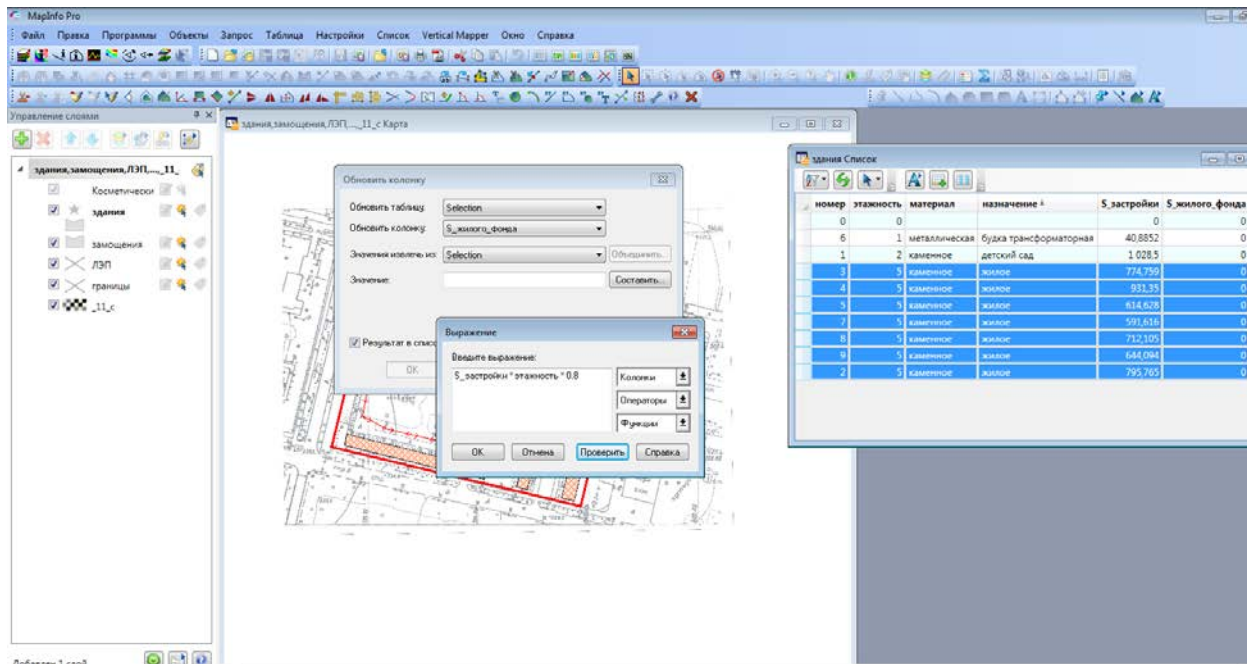 MapInfo Pro
Файл Правка Программы Объекты Запрос Таблица Настройки Список Vertical Mapper Окно Справка
Управление слоями
здания,замощения,ЛЭП,...,_11_
Косметически
здания
замощения
ЛЭП
границы
_11_с
Добавлен 1 слой
здания,замощения,ЛЭП,...,_11_с Карта
Обновить колонку
Обновить таблицу: Selection
Обновить колонку: S_жилого_фонда
Значения извлечь из: Selection Объединить...
Значение: Составить...
Результат в списо
OK
Выражение
Введите выражение:
S_застройки * этажность * 0.8
Колонки
Операторы
Функции
OK Отмена Проверить Справка
здания Список
номер этажность материал назначение S_застройки S_жилого_фонда
0 0 0 0
6 1 металлическая будка трансформаторная 40,8852 0
1 2 каменное детский сад 1 028,5 0
3 5 каменное жилое 774,759 0
4 5 каменное жилое 931,35 0
5 5 каменное жилое 614,628 0
7 5 каменное жилое 591,616 0
8 5 каменное жилое 712,105 0
9 5 каменное жилое 644,094 0
2 5 каменное жилое 795,765 0